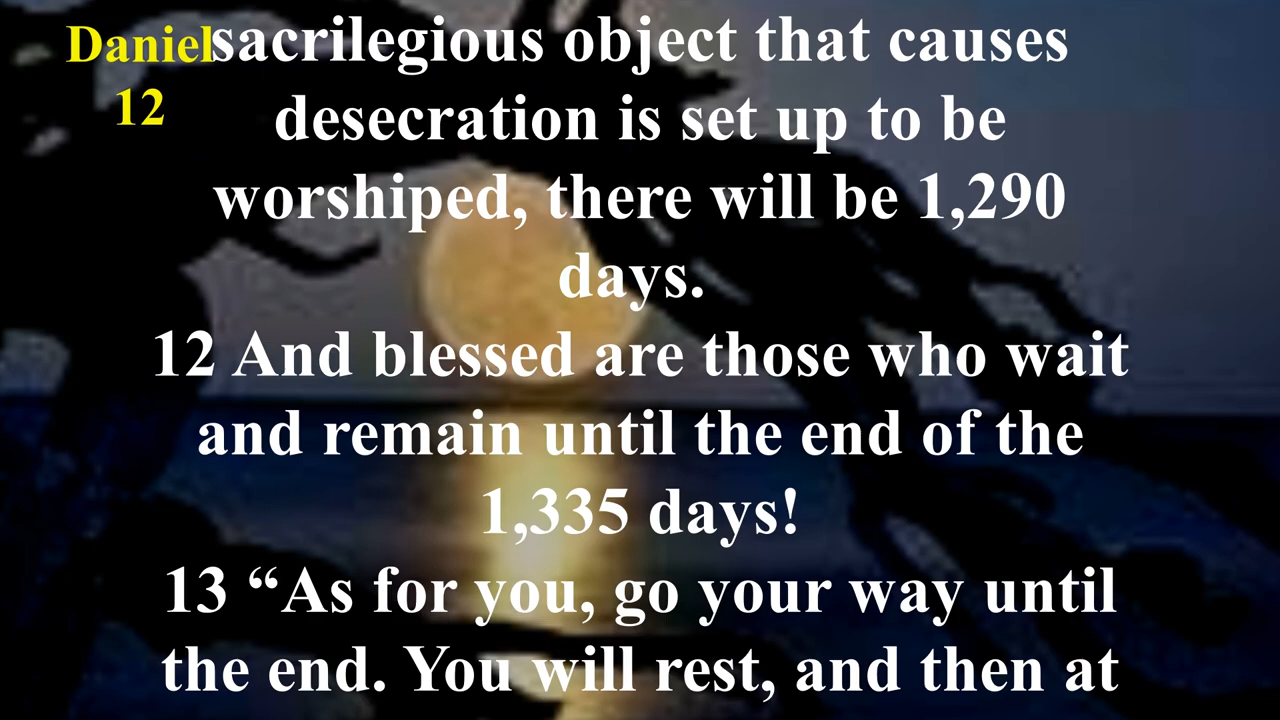 Daniel
12
sacrilegious object that causes
desecration is set up to be
worshiped, there will be 1,290
days.
12 And blessed are those who wait
and remain until the end of the
1,335 days!
13 “As for you, go your way until
the end. You will rest, and then at